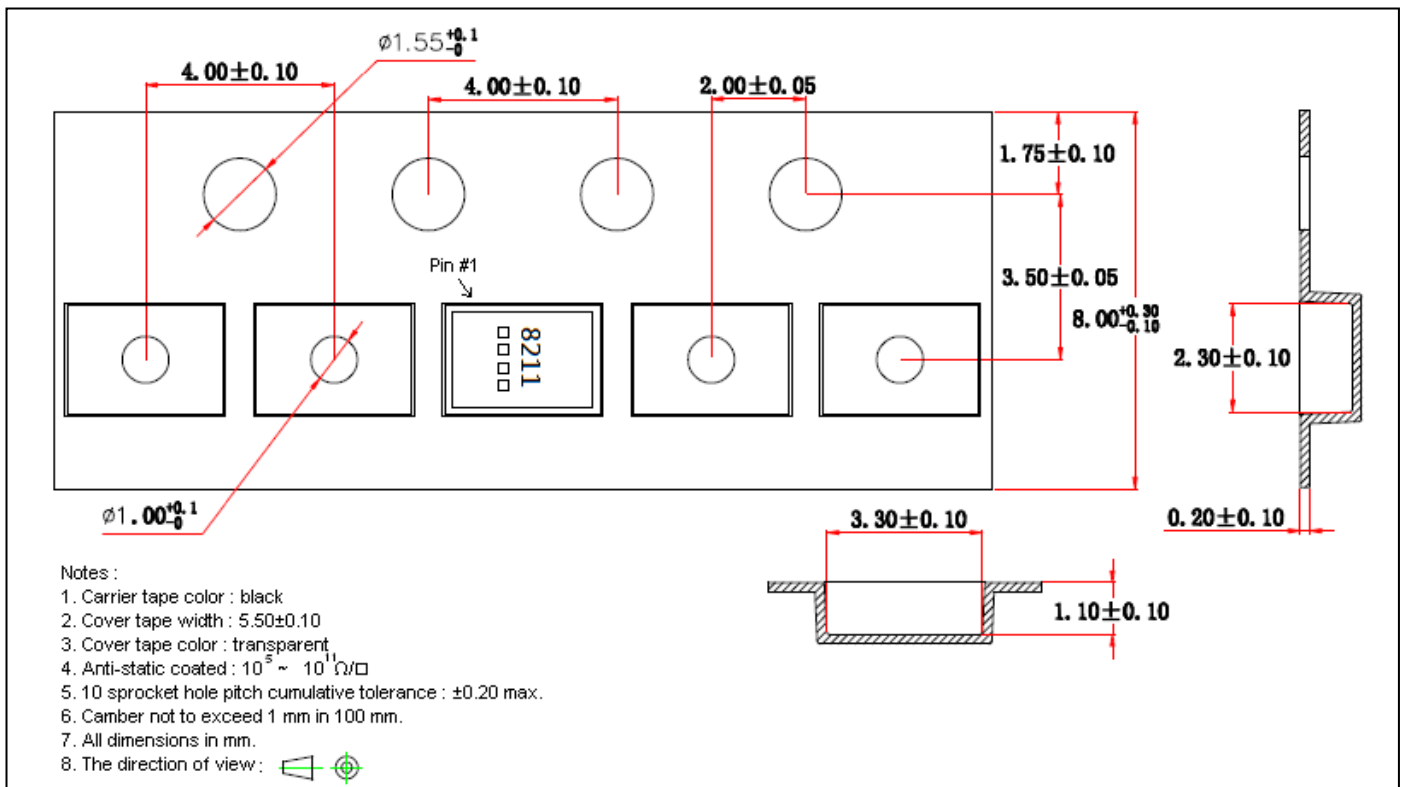 Ø1.55+0.1 -0
4.00±0.10
4.00±0.10
2.00±0.05
1.75±0.10
Pin #1
3.50±0.05
8.00+0.30 -0.10
8211
2.30±0.10
Ø1.00+0.1 -0
3.30±0.10
0.20±0.10
1.10±0.10
Notes :
1. Carrier tape color : black
2. Cover tape width : 5.50±0.10
3. Cover tape color : transparent
4. Anti-static coated : 10⁵ ~ 10¹¹Ω/□
5. 10 sprocket hole pitch cumulative tolerance : ±0.20 max.
6. Camber not to exceed 1 mm in 100 mm.
7. All dimensions in mm.
8. The direction of view :